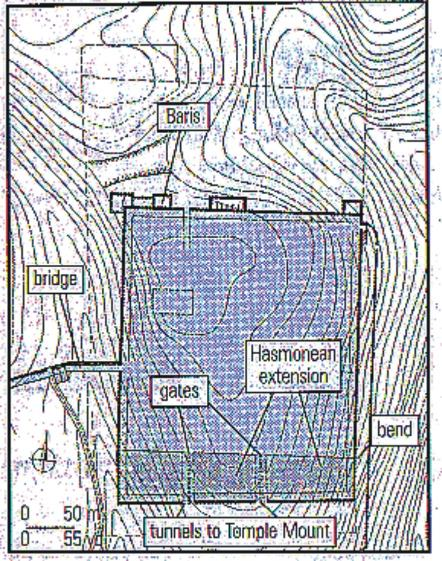 Baris
bridge
Hasmonean
extension
gates
bend
0 50 m
0 55 y
tunnels to Temple Mount